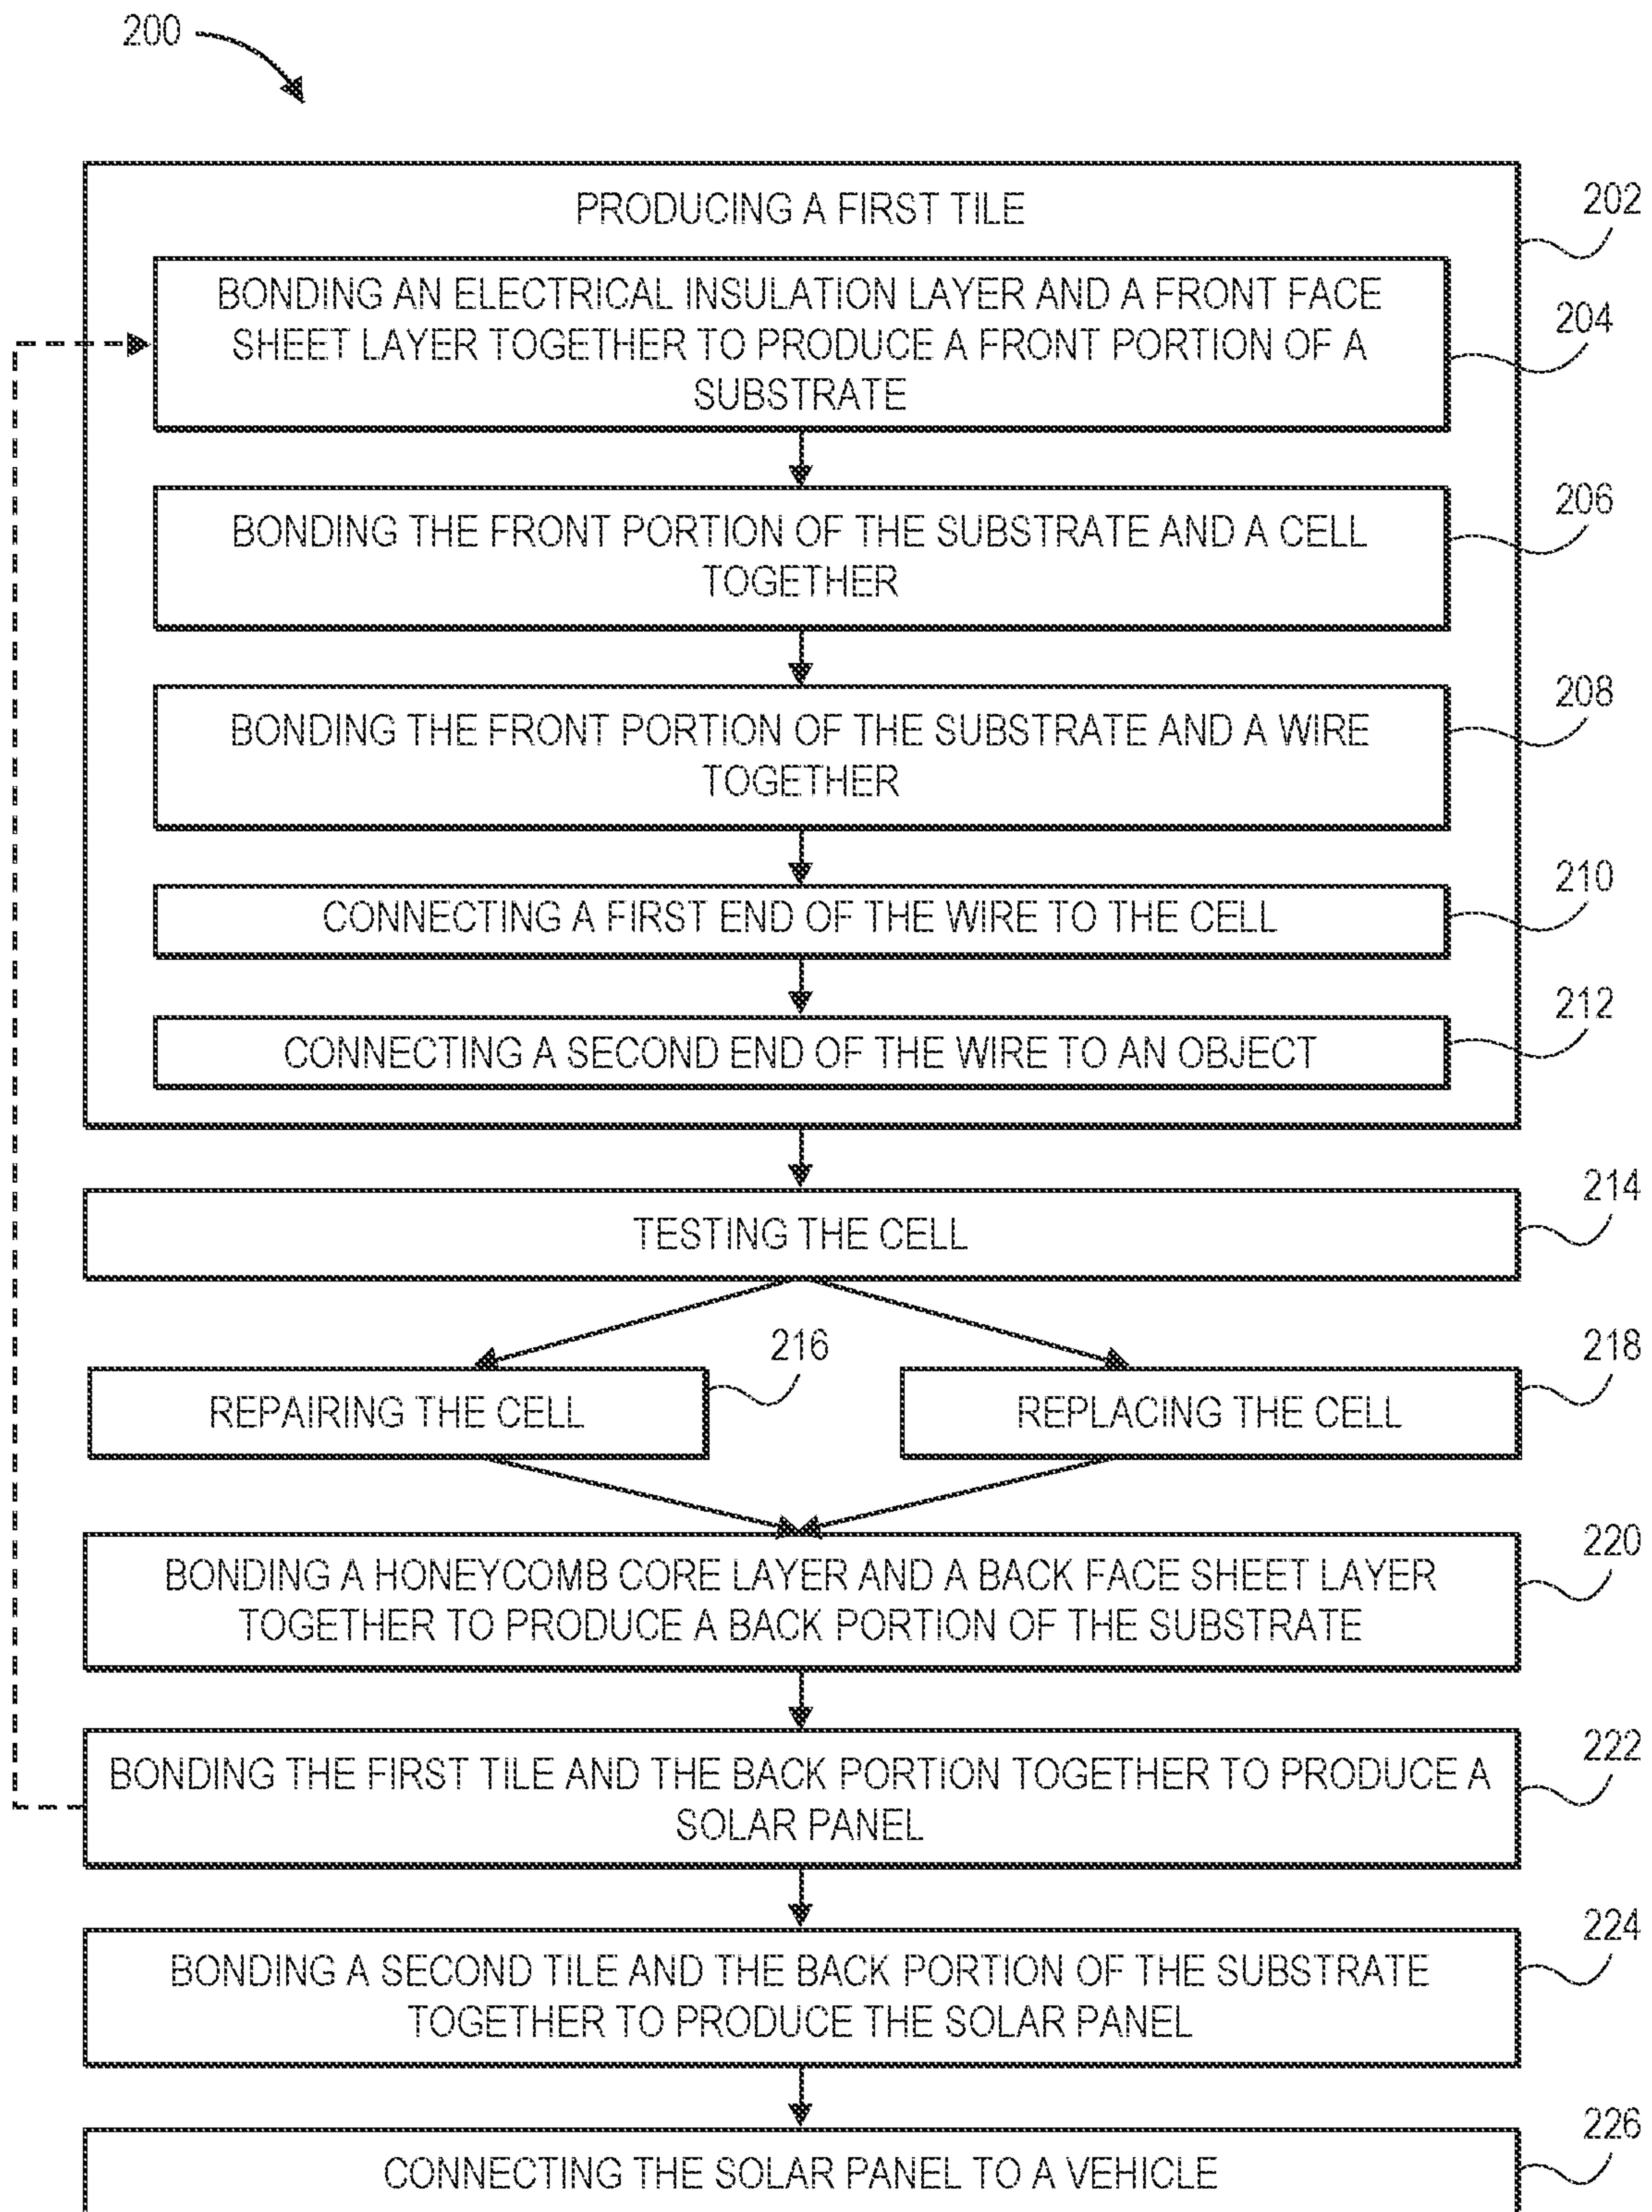 200
PRODUCING A FIRST TILE
202
BONDING AN ELECTRICAL INSULATION LAYER AND A FRONT FACE
SHEET LAYER TOGETHER TO PRODUCE A FRONT PORTION OF A
SUBSTRATE
204
BONDING THE FRONT PORTION OF THE SUBSTRATE AND A CELL
TOGETHER
206
BONDING THE FRONT PORTION OF THE SUBSTRATE AND A WIRE
TOGETHER
208
CONNECTING A FIRST END OF THE WIRE TO THE CELL
210
CONNECTING A SECOND END OF THE WIRE TO AN OBJECT
212
TESTING THE CELL
214
REPAIRING THE CELL
216
REPLACING THE CELL
218
BONDING A HONEYCOMB CORE LAYER AND A BACK FACE SHEET LAYER
TOGETHER TO PRODUCE A BACK PORTION OF THE SUBSTRATE
220
BONDING THE FIRST TILE AND THE BACK PORTION TOGETHER TO PRODUCE A
SOLAR PANEL
222
BONDING A SECOND TILE AND THE BACK PORTION OF THE SUBSTRATE
TOGETHER TO PRODUCE THE SOLAR PANEL
224
CONNECTING THE SOLAR PANEL TO A VEHICLE
226